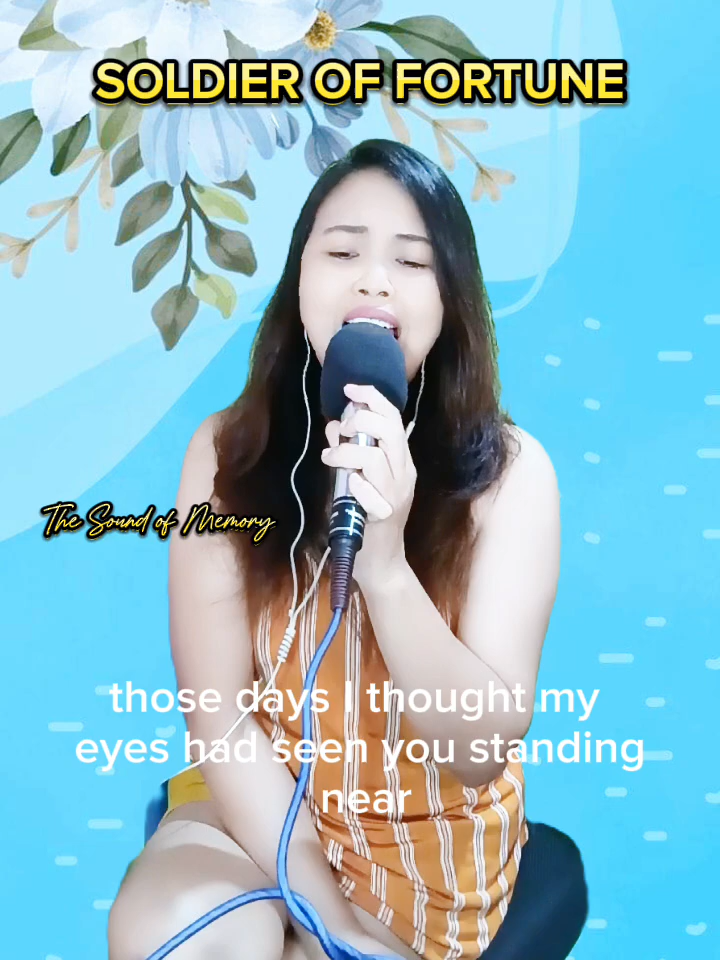 SOLDIER OF FORTUNE
The Sound of Memory
those days I thought my
eyes had seen you standing
near